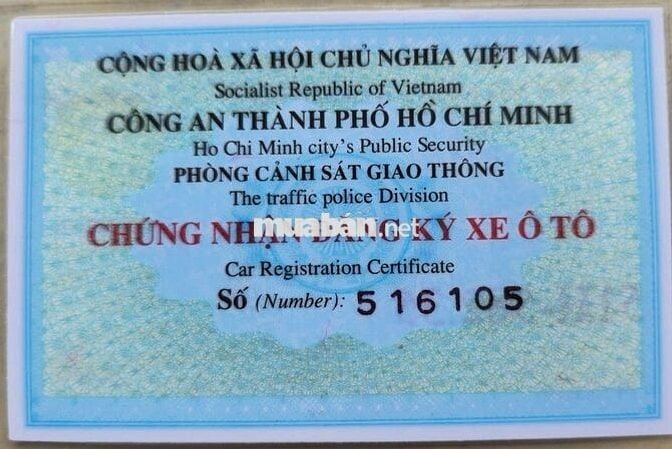 CỘNG HOÀ XÃ HỘI CHỦ NGHĨA VIỆT NAM
Socialist Republic of Vietnam
CÔNG AN THÀNH PHỐ HỒ CHÍ MINH
Ho Chi Minh city's Public Security
PHÒNG CẢNH SÁT GIAO THÔNG
The traffic police Division
muaban.net
CHỨNG NHẬN ĐĂNG KÝ XE Ô TÔ
Car Registration Certificate
Số (Number): 516105